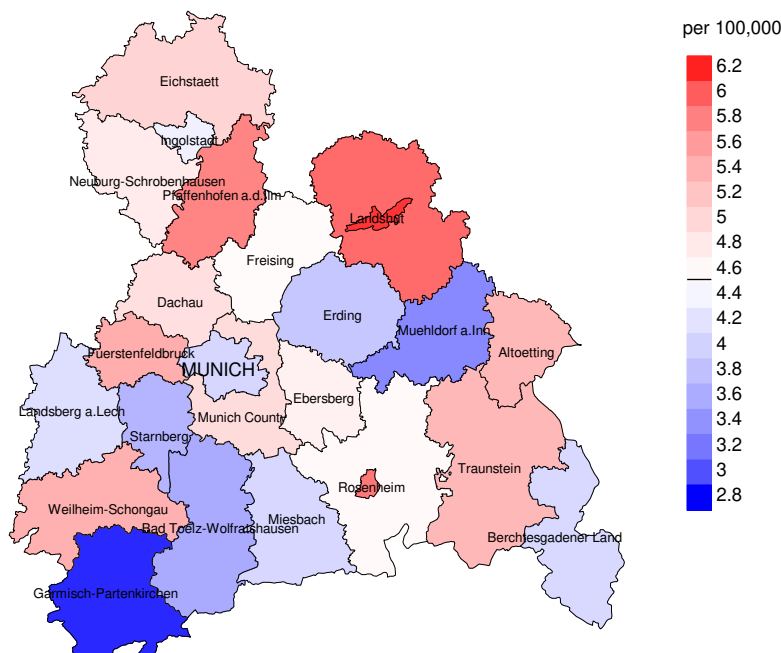 per 100,000
6.2
6
5.8
5.6
5.4
5.2
5
4.8
4.6
4.4
4.2
4
3.8
3.6
3.4
3.2
3
2.8
Eichstaett
Ingolstadt
Neuburg-Schrobenhausen
Pfaffenhofen a.d.Ilm
Landshut
Freising
Dachau
Erding
Muehldorf a.Inn
Fuerstenfeldbruck
Altoetting
MUNICH
Ebersberg
Landsberg a.Lech
Munich County
Starnberg
Traunstein
Rosenheim
Weilheim-Schongau
Miesbach
Bad Toelz-Wolfratshausen
Berchtesgadener Land
Garmisch-Partenkirchen